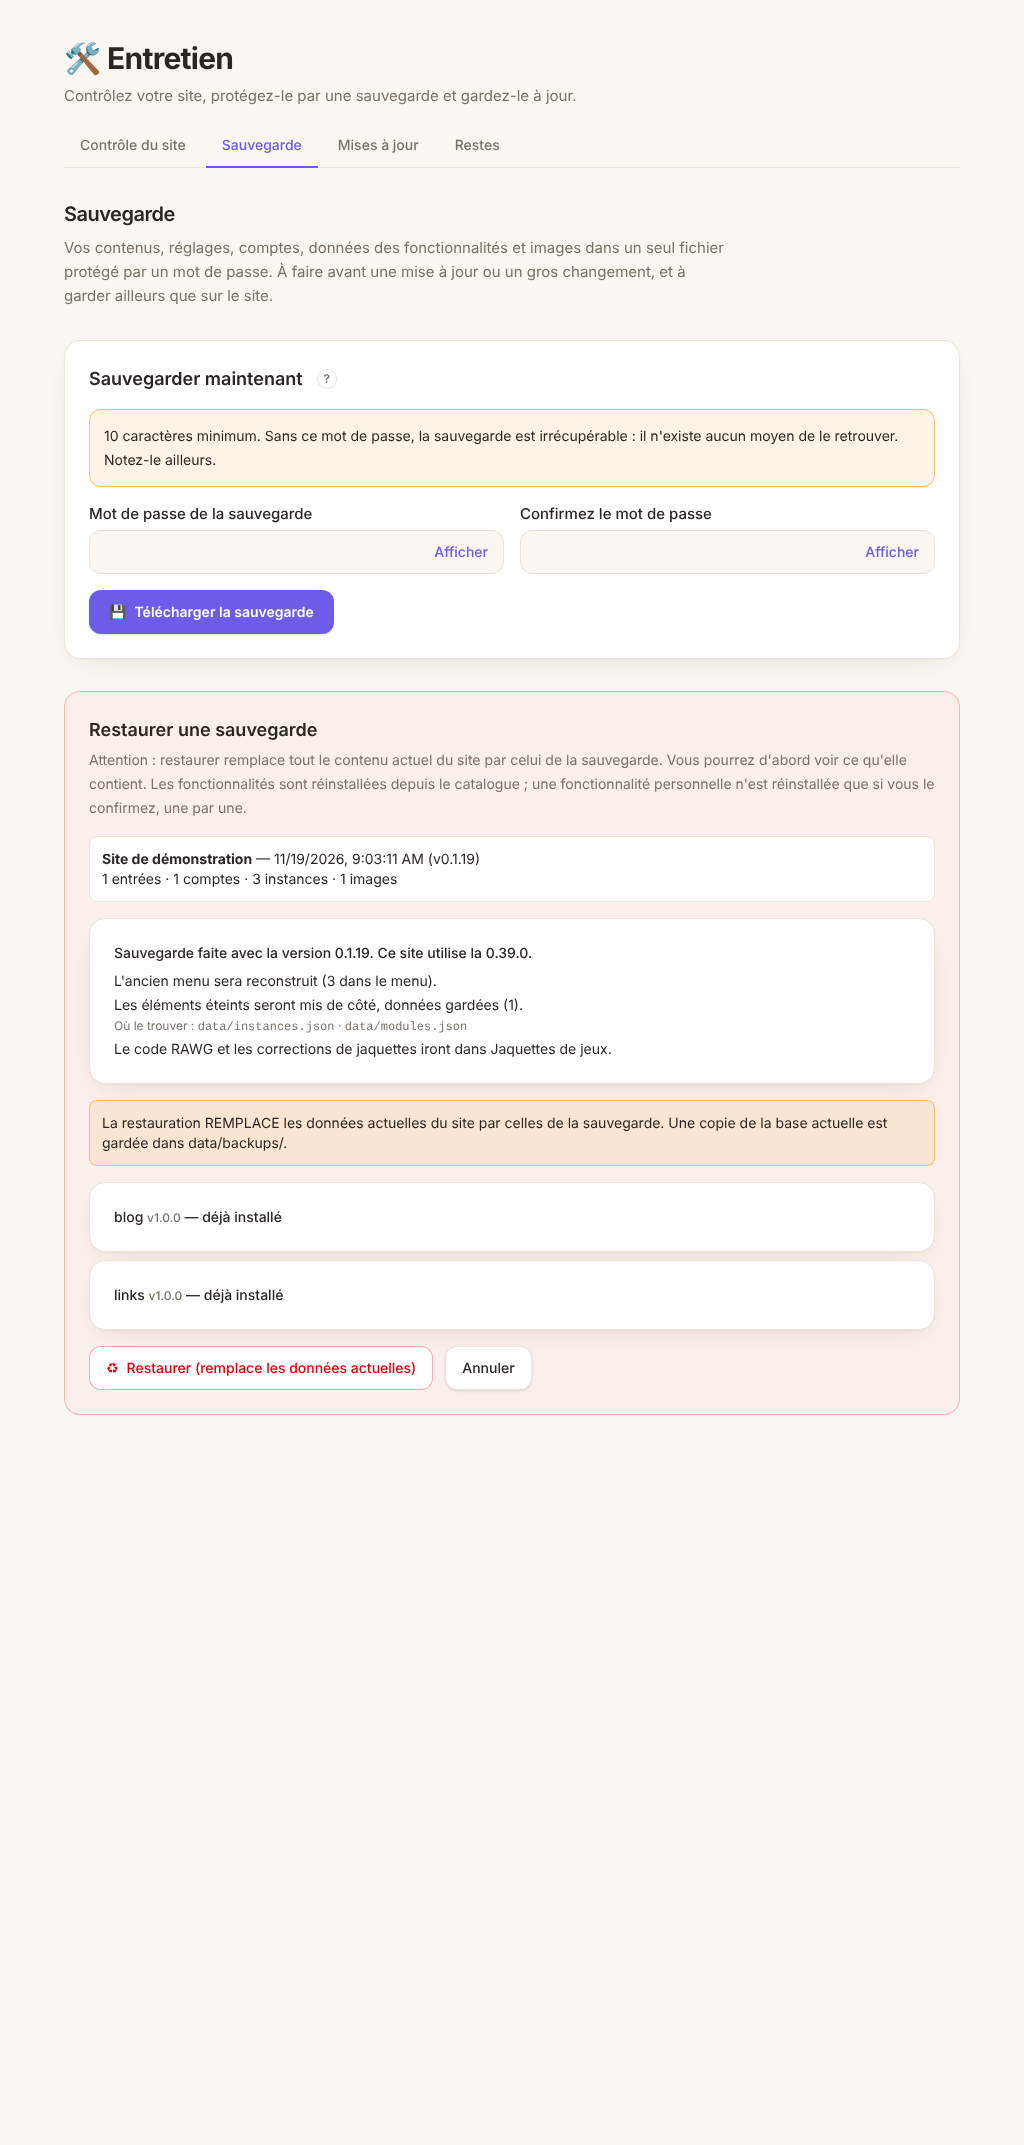 🛠️ Entretien
Contrôlez votre site, protégez-le par une sauvegarde et gardez-le à jour.
Contrôle du site
Sauvegarde
Mises à jour
Restes
Sauvegarde
Vos contenus, réglages, comptes, données des fonctionnalités et images dans un seul fichier
protégé par un mot de passe. À faire avant une mise à jour ou un gros changement, et à
garder ailleurs que sur le site.
Sauvegarder maintenant ?
10 caractères minimum. Sans ce mot de passe, la sauvegarde est irrécupérable : il n'existe aucun moyen de le retrouver.
Notez-le ailleurs.
Mot de passe de la sauvegarde
Afficher
Confirmez le mot de passe
Afficher
💾 Télécharger la sauvegarde
Restaurer une sauvegarde
Attention : restaurer remplace tout le contenu actuel du site par celui de la sauvegarde. Vous pourrez d'abord voir ce qu'elle
contient. Les fonctionnalités sont réinstallées depuis le catalogue ; une fonctionnalité personnelle n'est réinstallée que si vous le
confirmez, une par une.
Site de démonstration — 11/19/2026, 9:03:11 AM (v0.1.19)
1 entrées · 1 comptes · 3 instances · 1 images
Sauvegarde faite avec la version 0.1.19. Ce site utilise la 0.39.0.
L'ancien menu sera reconstruit (3 dans le menu).
Les éléments éteints seront mis de côté, données gardées (1).
Où le trouver : data/instances.json · data/modules.json
Le code RAWG et les corrections de jaquettes iront dans Jaquettes de jeux.
La restauration REMPLACE les données actuelles du site par celles de la sauvegarde. Une copie de la base actuelle est
gardée dans data/backups/.
blog v1.0.0 — déjà installé
links v1.0.0 — déjà installé
♻ Restaurer (remplace les données actuelles)
Annuler